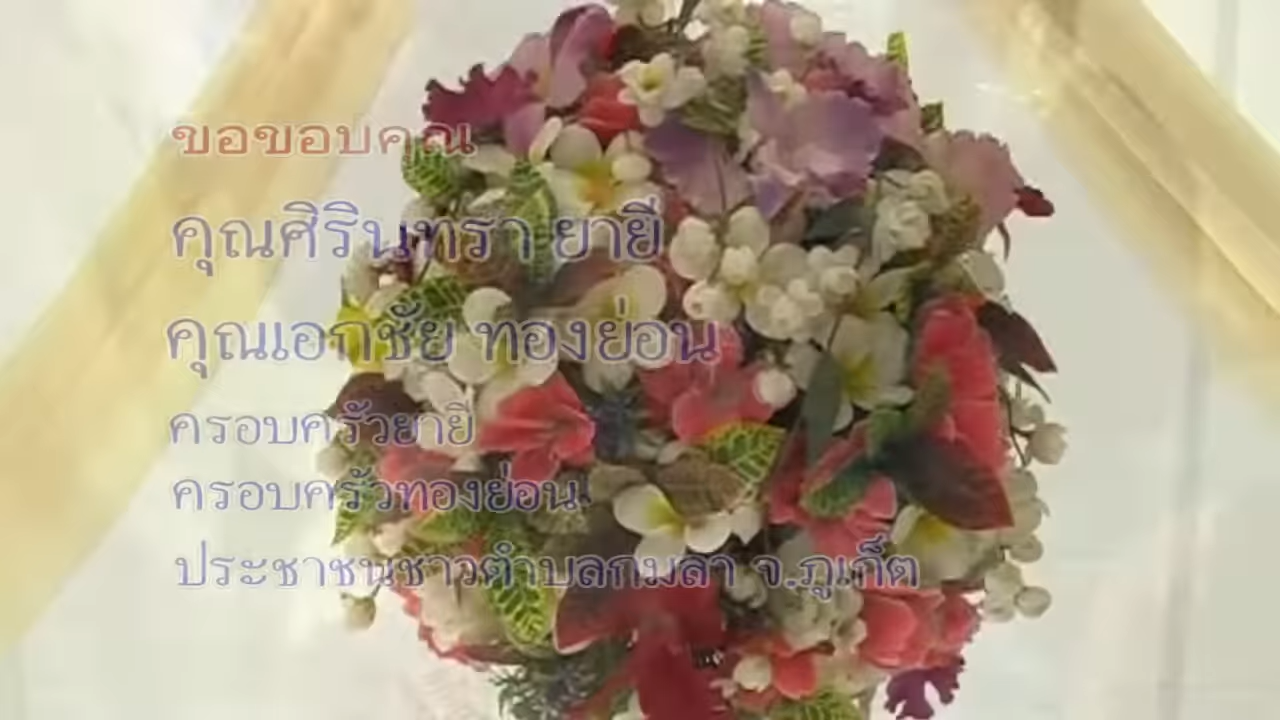 ขอขอบคุณ
คุณศิรินทรา ยายี
คุณเอกชัย ทองย่อน
ครอบครัวยายี
ครอบครัวทองย่อน
ประชาชนชาวตำบลกมลา จ.ภูเก็ต